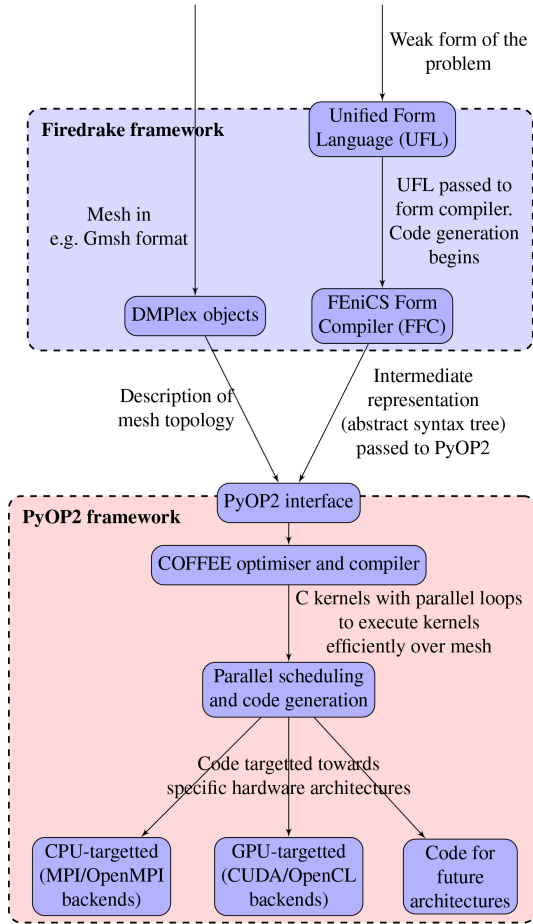 Weak form of the
problem
Firedrake framework
Unified Form
Language (UFL)
Mesh in
e.g. Gmsh format
UFL passed to
form compiler.
Code generation
begins
DMPlex objects
FEniCS Form
Compiler (FFC)
Description of
mesh topology
Intermediate
representation
(abstract syntax tree)
passed to PyOP2
PyOP2 interface
PyOP2 framework
COFFEE optimiser and compiler
C kernels with parallel loops
to execute kernels
efficiently over mesh
Parallel scheduling
and code generation
Code targetted towards
specific hardware architectures
CPU-targetted
(MPI/OpenMPI
backends)
GPU-targetted
(CUDA/OpenCL
backends)
Code for
future
architectures